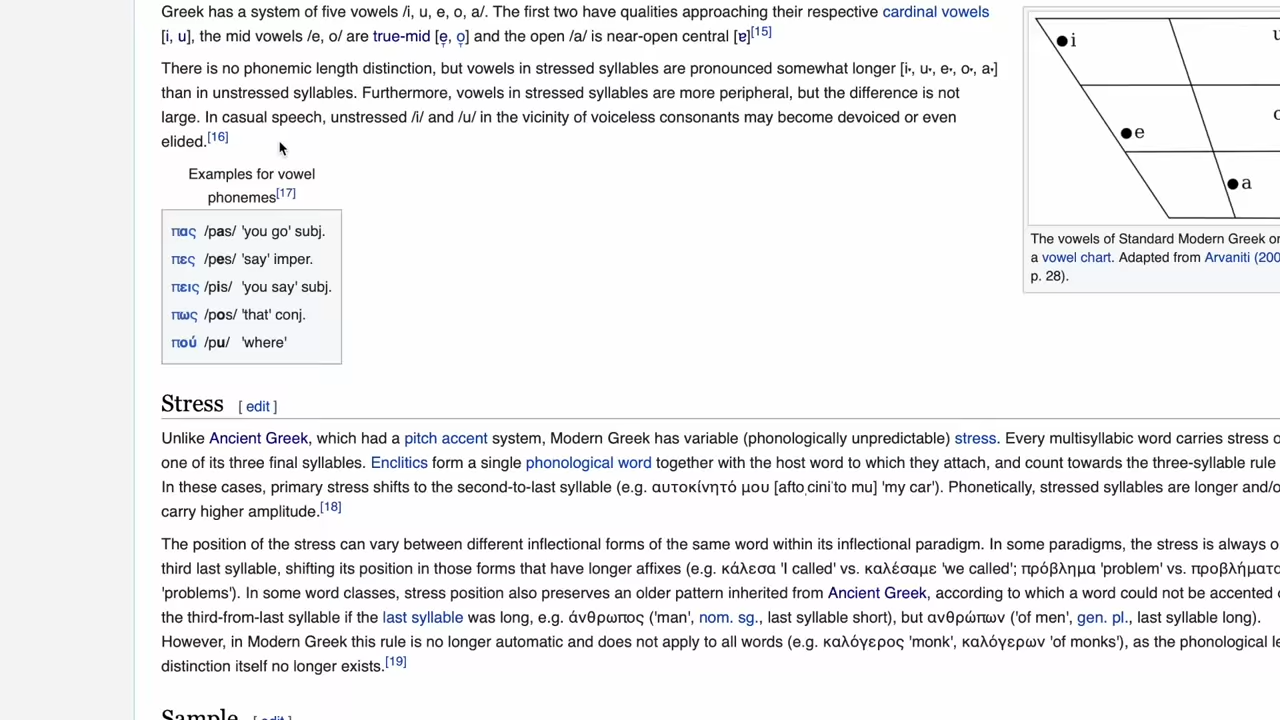 Greek has a system of five vowels /i, u, e, o, a/. The first two have qualities approaching their respective cardinal vowels
[i, u], the mid vowels /e, o/ are true-mid [e̞, o̞] and the open /a/ is near-open central [ɐ][15]
There is no phonemic length distinction, but vowels in stressed syllables are pronounced somewhat longer [iˑ, uˑ, eˑ, oˑ, aˑ]
than in unstressed syllables. Furthermore, vowels in stressed syllables are more peripheral, but the difference is not
large. In casual speech, unstressed /i/ and /u/ in the vicinity of voiceless consonants may become devoiced or even
elided.[16]
Examples for vowel
phonemes[17]
πας /pas/ 'you go' subj.
πες /pes/ 'say' imper.
πεις /pis/ 'you say' subj.
πως /pos/ 'that' conj.
πού /pu/ 'where'
i
e
a
The vowels of Standard Modern Greek on
a vowel chart. Adapted from Arvaniti (200
p. 28).
Stress [ edit ]
Unlike Ancient Greek, which had a pitch accent system, Modern Greek has variable (phonologically unpredictable) stress. Every multisyllabic word carries stress o
one of its three final syllables. Enclitics form a single phonological word together with the host word to which they attach, and count towards the three-syllable rule
In these cases, primary stress shifts to the second-to-last syllable (e.g. αυτοκίνητό μου [aftoˌciniˈto mu] 'my car'). Phonetically, stressed syllables are longer and/o
carry higher amplitude.[18]
The position of the stress can vary between different inflectional forms of the same word within its inflectional paradigm. In some paradigms, the stress is always o
third last syllable, shifting its position in those forms that have longer affixes (e.g. κάλεσα 'I called' vs. καλέσαμε 'we called'; πρόβλημα 'problem' vs. προβλήματα
'problems'). In some word classes, stress position also preserves an older pattern inherited from Ancient Greek, according to which a word could not be accented o
the third-from-last syllable if the last syllable was long, e.g. άνθρωπος ('man', nom. sg., last syllable short), but ανθρώπων ('of men', gen. pl., last syllable long).
However, in Modern Greek this rule is no longer automatic and does not apply to all words (e.g. καλόγερος 'monk', καλόγερων 'of monks'), as the phonological le
distinction itself no longer exists.[19]
Sample [ edit ]